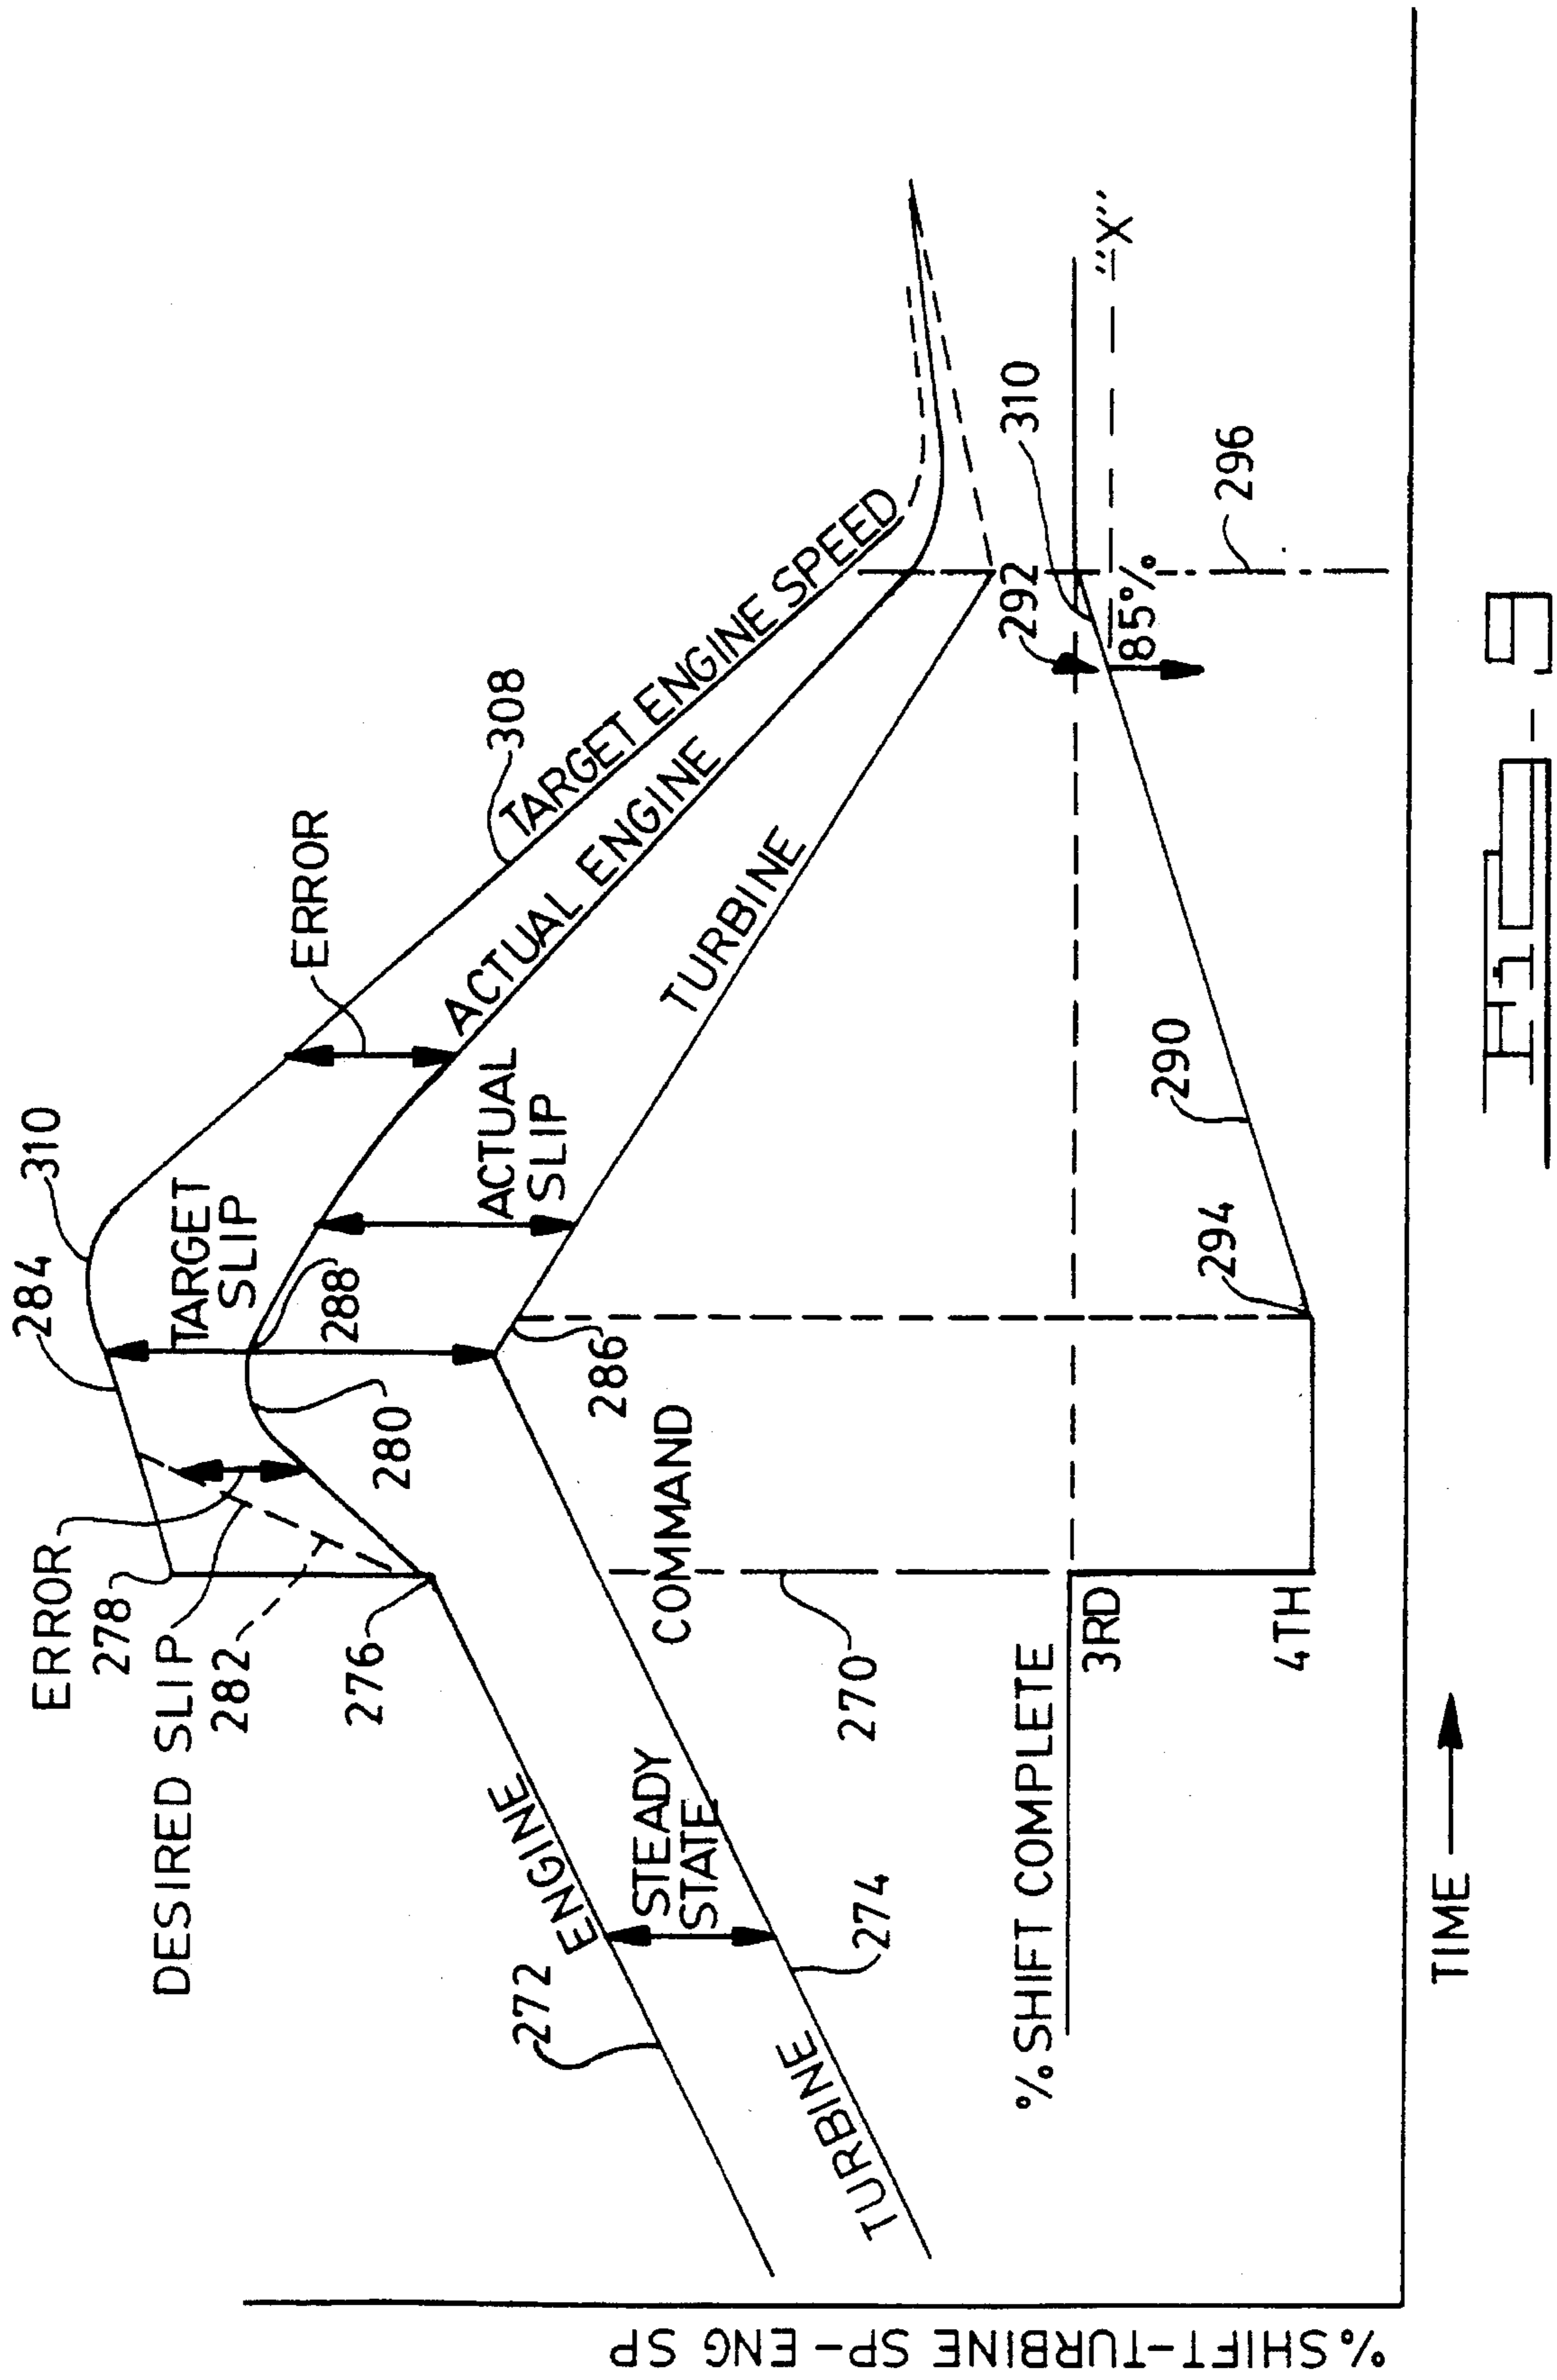 ERROR
278
DESIRED SLIP
282
276
284
310
TARGET
SLIP
288
280
ERROR
308
TARGET ENGINE SPEED
ACTUAL ENGINE
ACTUAL
SLIP
TURBINE
286
COMMAND
270
272
ENGINE
STEADY
STATE
274
TURBINE
% SHIFT COMPLETE
3RD
4TH
294
290
292
310
85%
"X"
296
TIME
% SHIFT-TURBINE SP-ENG SP
Fig-9